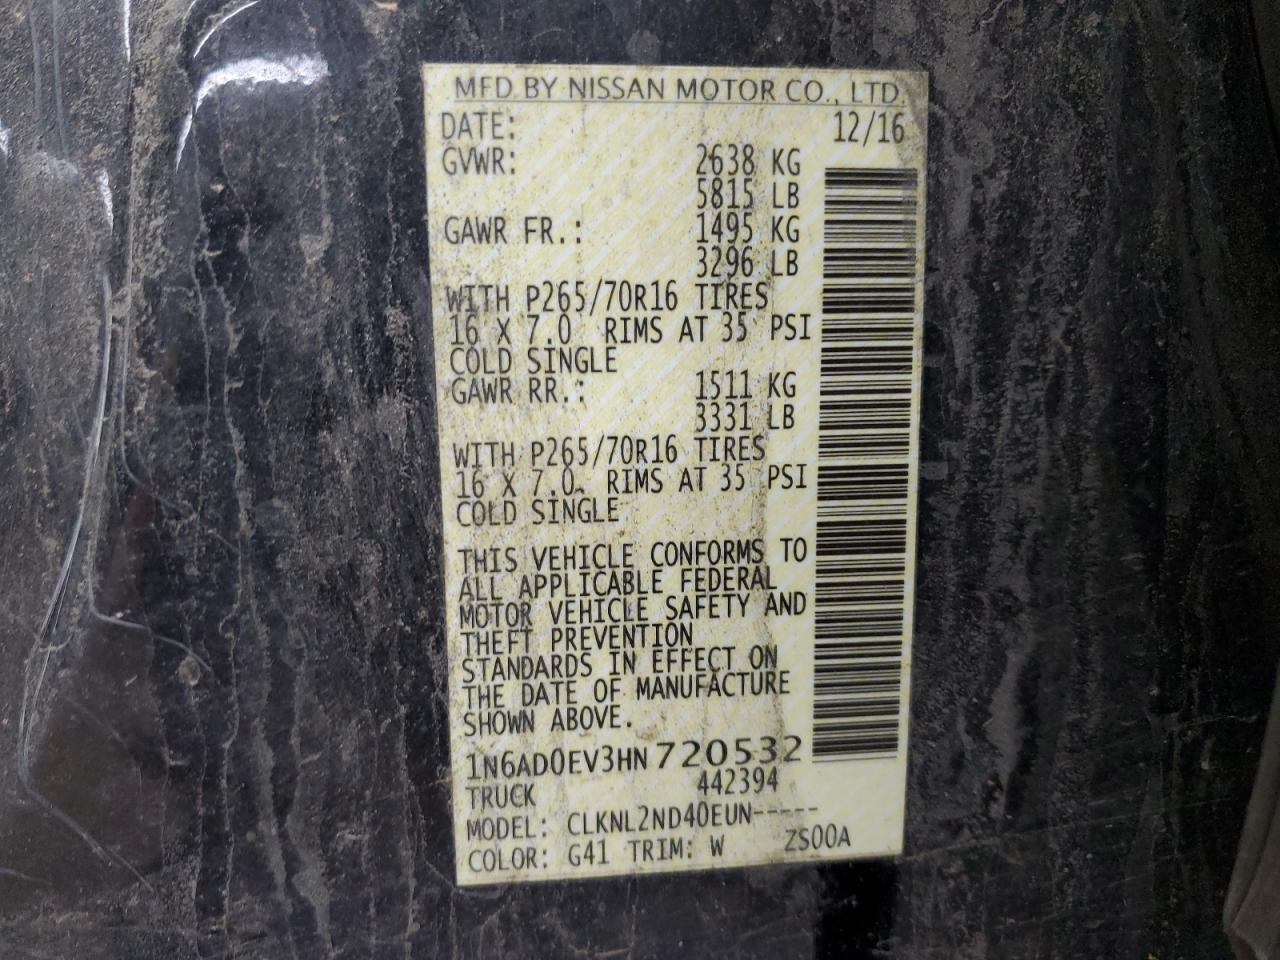 MFD BY NISSAN MOTOR CO., LTD.
DATE: 12/16
GVWR: 2638 KG
5815 LB
GAWR FR.: 1495 KG
3296 LB
WITH P265/70R16 TIRES
16 X 7.0 RIMS AT 35 PSI
COLD SINGLE
GAWR RR.: 1511 KG
3331 LB
WITH P265/70R16 TIRES
16 X 7.0 RIMS AT 35 PSI
COLD SINGLE
THIS VEHICLE CONFORMS TO
ALL APPLICABLE FEDERAL
MOTOR VEHICLE SAFETY AND
THEFT PREVENTION
STANDARDS IN EFFECT ON
THE DATE OF MANUFACTURE
SHOWN ABOVE.
1N6AD0EV3HN720532
TRUCK 442394
MODEL: CLKNL2ND40EUN-----
COLOR: G41 TRIM: W ZS00A